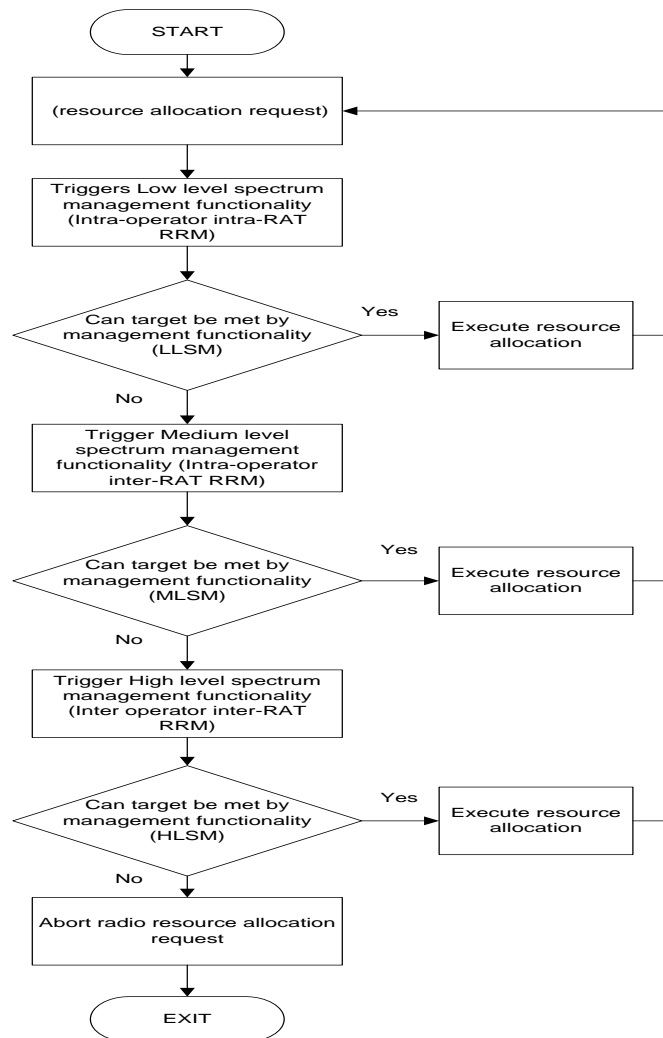 START
(resource allocation request)
Triggers Low level spectrum
management functionality
(Intra-operator intra-RAT
RRM)
Can target be met by
management functionality
(LLSM)
Yes
Execute resource
allocation
No
Trigger Medium level
spectrum management
functionality (Intra-operator
inter-RAT RRM)
Can target be met by
management functionality
(MLSM)
Yes
Execute resource
allocation
No
Trigger High level spectrum
management functionality
(Inter operator inter-RAT
RRM)
Can target be met by
management functionality
(HLSM)
Yes
Execute resource
allocation
No
Abort radio resource allocation
request
EXIT